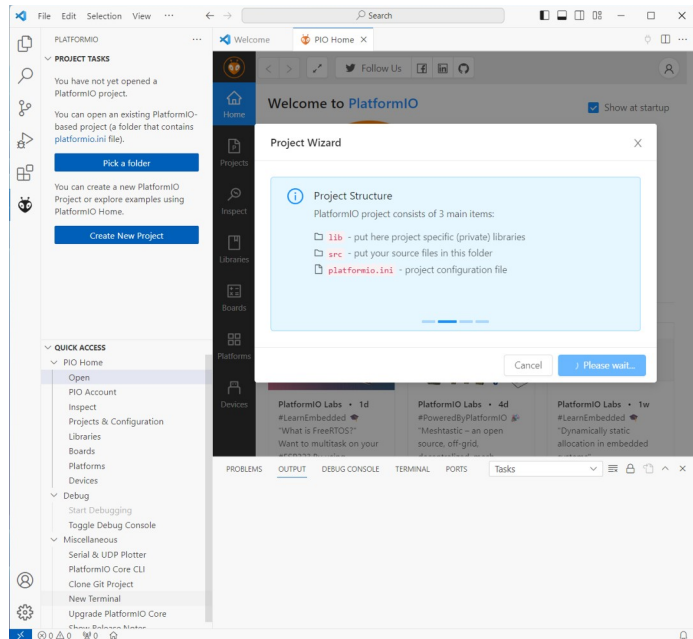 File Edit Selection View ···
Search
PLATFORMIO ···
PROJECT TASKS
You have not yet opened a
PlatformIO project.
You can open an existing PlatformIO-
based project (a folder that contains
platformio.ini file).
Pick a folder
You can create a new PlatformIO
Project or explore examples using
PlatformIO Home.
Create New Project
QUICK ACCESS
PIO Home
Open
PIO Account
Inspect
Projects & Configuration
Libraries
Boards
Platforms
Devices
Debug
Start Debugging
Toggle Debug Console
Miscellaneous
Serial & UDP Plotter
PlatformIO Core CLI
Clone Git Project
New Terminal
Upgrade PlatformIO Core
Show Release Notes
0 0 0
Welcome
PIO Home
Follow Us
Home
Projects
Inspect
Libraries
Boards
Platforms
Devices
Welcome to PlatformIO
Show at startup
Project Wizard
Project Structure
PlatformIO project consists of 3 main items:
lib - put here project specific (private) libraries
src - put your source files in this folder
platformio.ini - project configuration file
Cancel
Please wait...
PlatformIO Labs • 1d
#LearnEmbedded
"What is FreeRTOS?"
Want to multitask on your
PlatformIO Labs • 4d
#PoweredByPlatformIO
"Meshtastic – an open
source, off-grid,
PlatformIO Labs • 1w
#LearnEmbedded
"Dynamically static
allocation in embedded
PROBLEMS OUTPUT DEBUG CONSOLE TERMINAL PORTS
Tasks